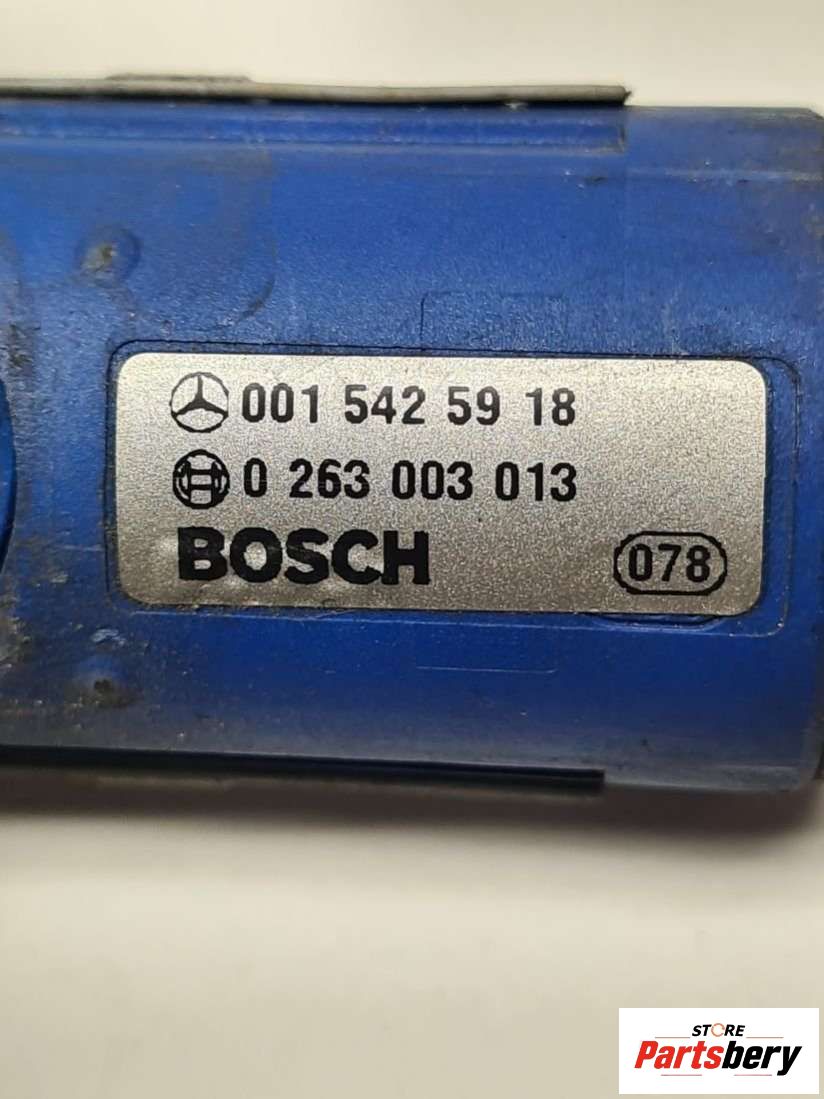 001 542 59 18
0 263 003 013
BOSCH
078
STORE
Partsbery